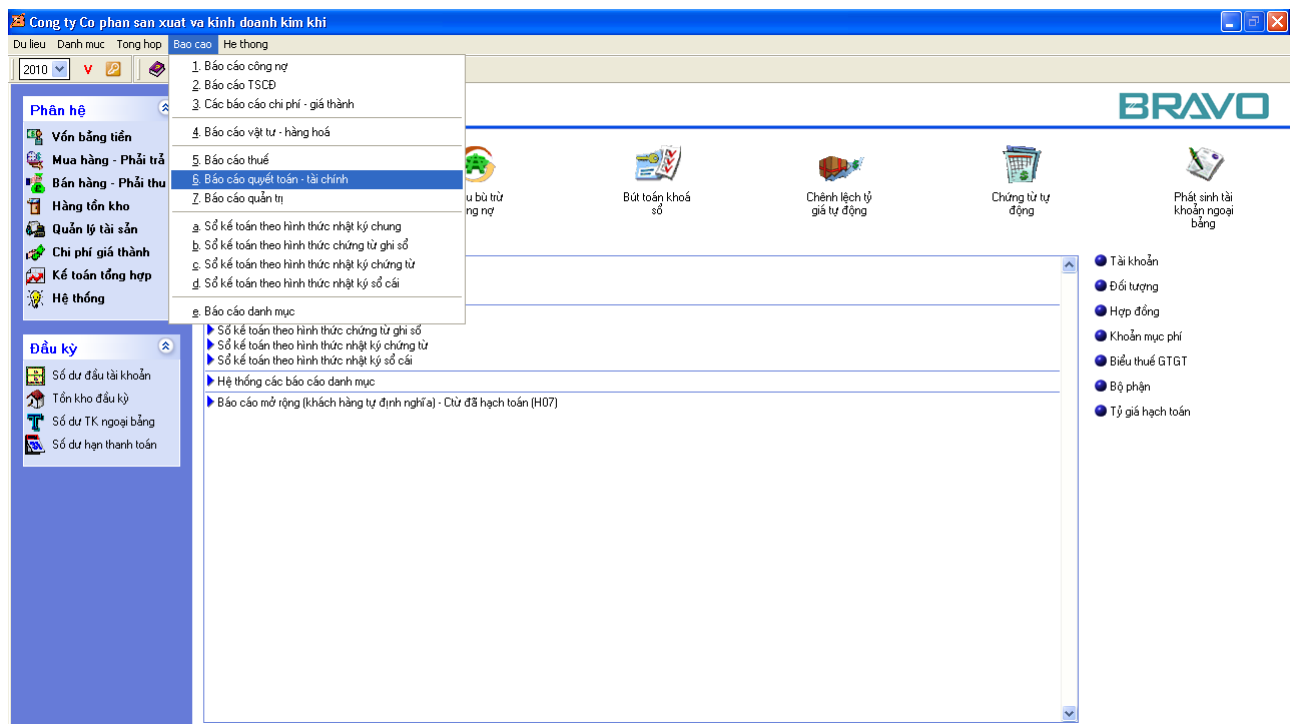 Cong ty Co phan san xuat va kinh doanh kim khi
Du lieu Danh muc Tong hop Bao cao He thong
2010 V
1. Báo cáo công nợ
2. Báo cáo TSCĐ
3. Các báo cáo chi phí - giá thành
4. Báo cáo vật tư - hàng hoá
5. Báo cáo thuế
6. Báo cáo quyết toán - tài chính
7. Báo cáo quản trị
a. Sổ kế toán theo hình thức nhật ký chung
b. Sổ kế toán theo hình thức chứng từ ghi sổ
c. Sổ kế toán theo hình thức nhật ký chứng từ
d. Sổ kế toán theo hình thức nhật ký sổ cái
e. Báo cáo danh mục
BRAVO
Phân hệ
Vốn bằng tiền
Mua hàng - Phải trả
Bán hàng - Phải thu
Hàng tồn kho
Quản lý tài sản
Chi phí giá thành
Kế toán tổng hợp
Hệ thống
Đầu kỳ
Số dư đầu tài khoản
Tồn kho đầu kỳ
Số dư TK ngoại bảng
Số dư hạn thanh toán
bù trừ
nợ
Bút toán khoá
sổ
Chênh lệch tỷ
giá tự động
Chứng từ tự
động
Phát sinh tài
khoản ngoại
bảng
Sổ kế toán theo hình thức chứng từ ghi sổ
Sổ kế toán theo hình thức nhật ký chứng từ
Sổ kế toán theo hình thức nhật ký sổ cái
Hệ thống các báo cáo danh mục
Báo cáo mở rộng (khách hàng tự định nghĩa) - Ctừ đã hạch toán (H07)
Tài khoản
Đối tượng
Hợp đồng
Khoản mục phí
Biểu thuế GTGT
Bộ phận
Tỷ giá hạch toán